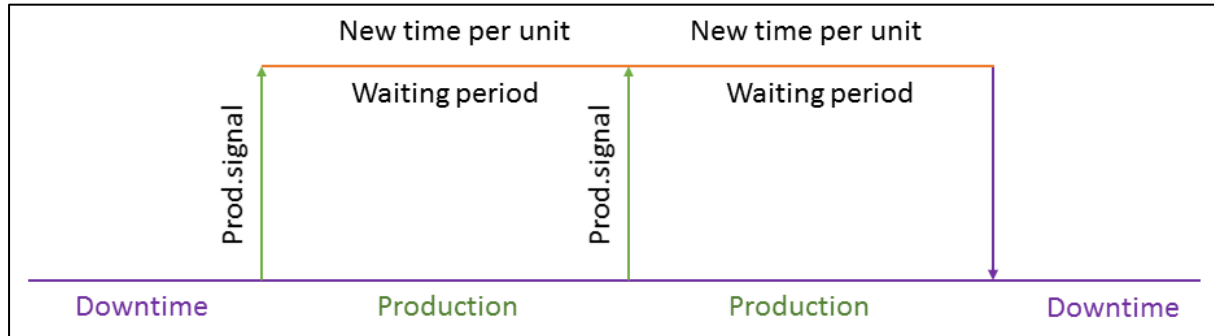 New time per unit
New time per unit
Waiting period
Waiting period
Prod.signal
Prod.signal
Downtime
Production
Production
Downtime